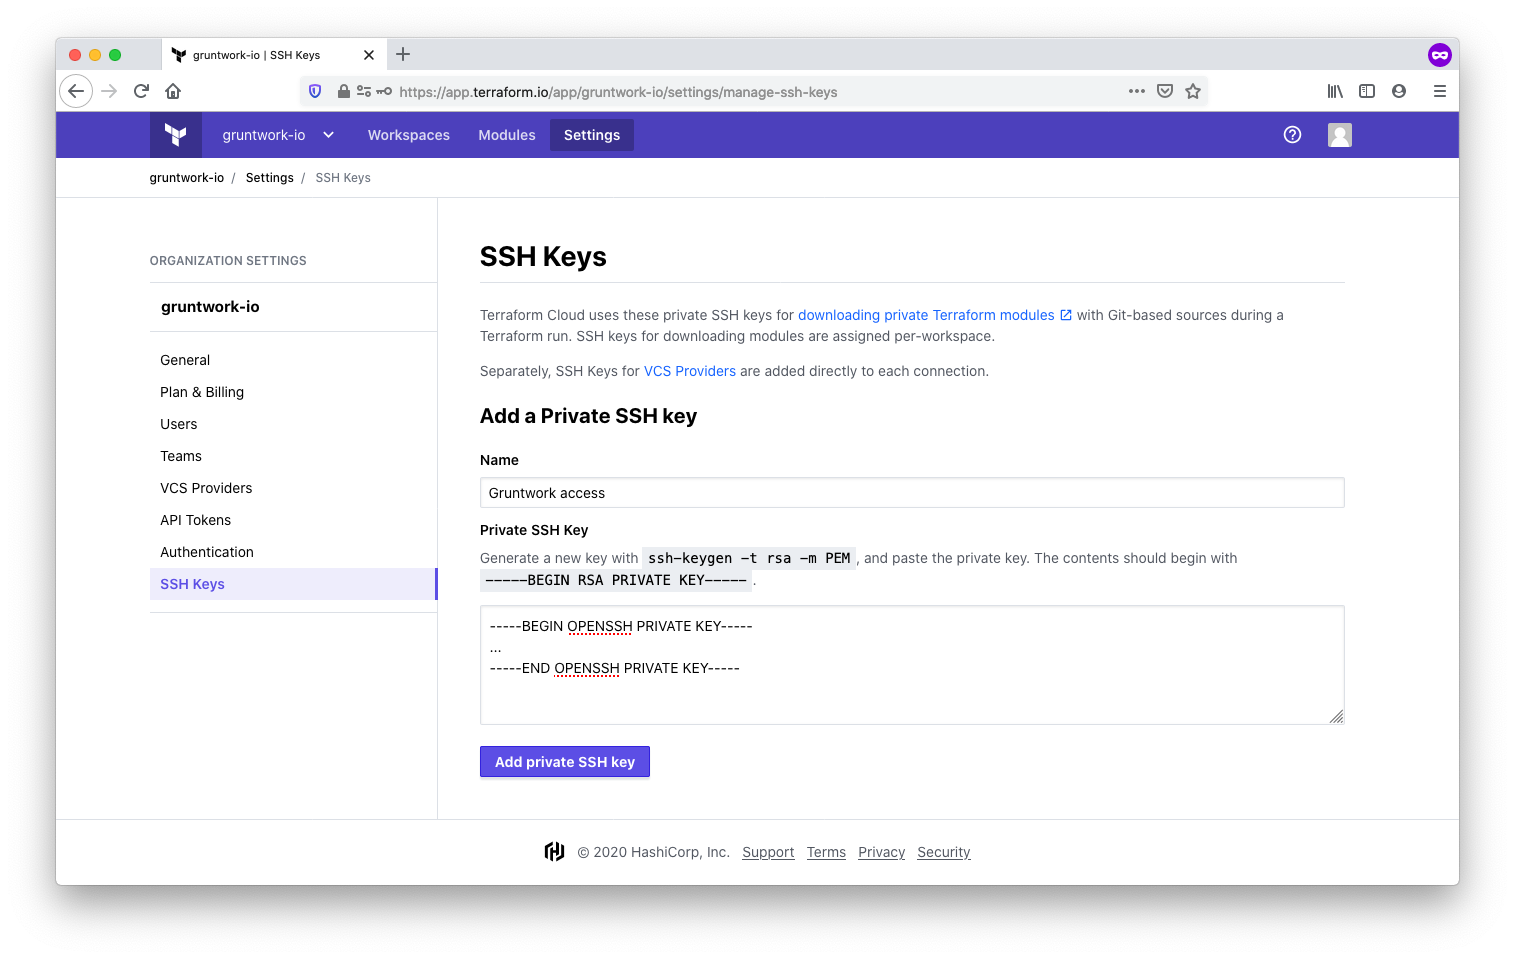 gruntwork-io | SSH Keys
https://app.terraform.io/app/gruntwork-io/settings/manage-ssh-keys
gruntwork-io Workspaces Modules Settings
gruntwork-io / Settings / SSH Keys
ORGANIZATION SETTINGS
gruntwork-io
General
Plan & Billing
Users
Teams
VCS Providers
API Tokens
Authentication
SSH Keys
SSH Keys
Terraform Cloud uses these private SSH keys for downloading private Terraform modules with Git-based sources during a
Terraform run. SSH keys for downloading modules are assigned per-workspace.
Separately, SSH Keys for VCS Providers are added directly to each connection.
Add a Private SSH key
Name
Gruntwork access
Private SSH Key
Generate a new key with ssh-keygen -t rsa -m PEM , and paste the private key. The contents should begin with
-----BEGIN RSA PRIVATE KEY----- .
-----BEGIN OPENSSH PRIVATE KEY-----
...
-----END OPENSSH PRIVATE KEY-----
Add private SSH key
© 2020 HashiCorp, Inc. Support Terms Privacy Security